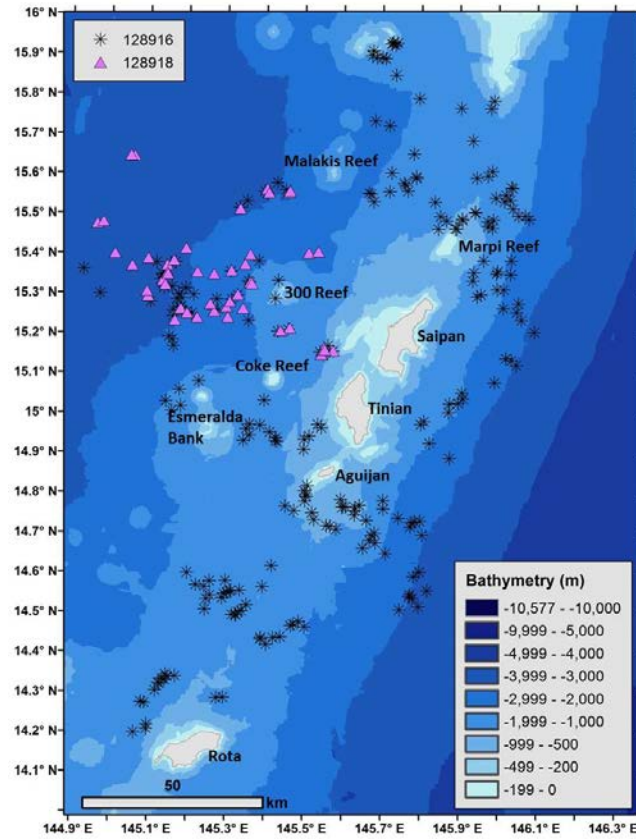 128916
128918
15.9° N
15.8° N
15.7° N
15.6° N
15.5° N
15.4° N
15.3° N
15.2° N
15.1° N
15° N
14.9° N
14.8° N
14.7° N
14.6° N
14.5° N
14.4° N
14.3° N
14.2° N
14.1° N
Malakis Reef
Marpi Reef
300 Reef
Saipan
Coke Reef
Tinian
Esmeralda
Bank
Aguijan
Rota
Bathymetry (m)
-10,577 - -10,000
-9,999 - -5,000
-4,999 - -4,000
-3,999 - -3,000
-2,999 - -2,000
-1,999 - -1,000
-999 - -500
-499 - -200
-199 - 0
50
km
144.9° E
145.1° E
145.3° E
145.5° E
145.7° E
145.9° E
146.1° E
146.3° E